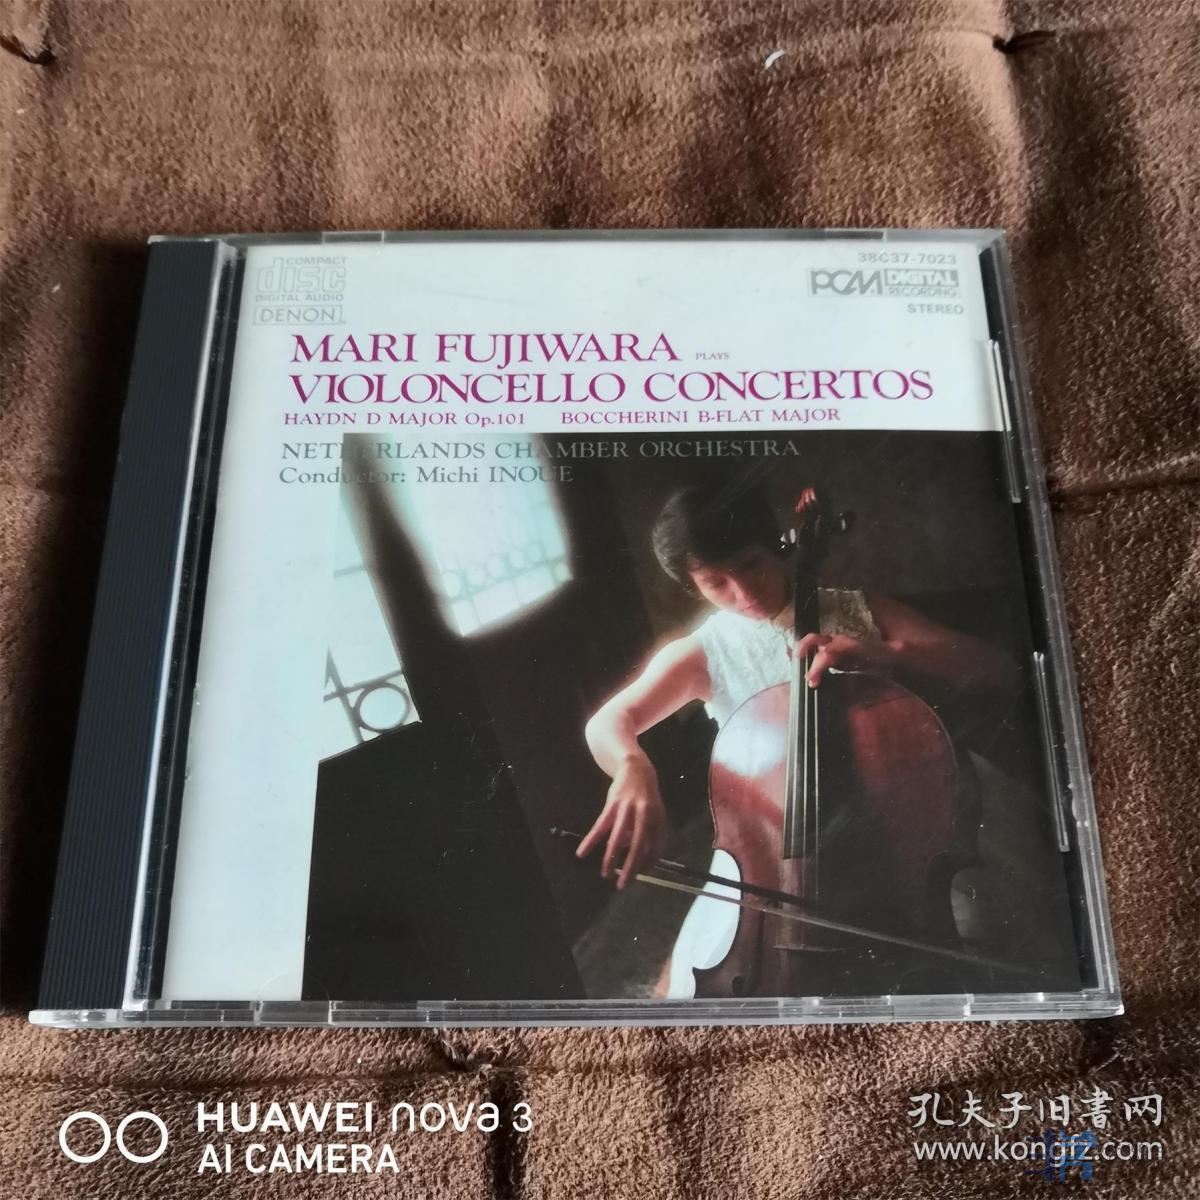 COMPACT
disc
DIGITAL AUDIO
DENON
38C37-7023
PCM DIGITAL
RECORDING
STEREO
MARI FUJIWARA PLAYS
VIOLONCELLO CONCERTOS
HAYDN D MAJOR Op.101 BOCCHERINI B-FLAT MAJOR
NETHERLANDS CHAMBER ORCHESTRA
Conductor: Michi INOUE
HUAWEI nova 3
AI CAMERA
孔夫子旧書网
www.kongfz.com